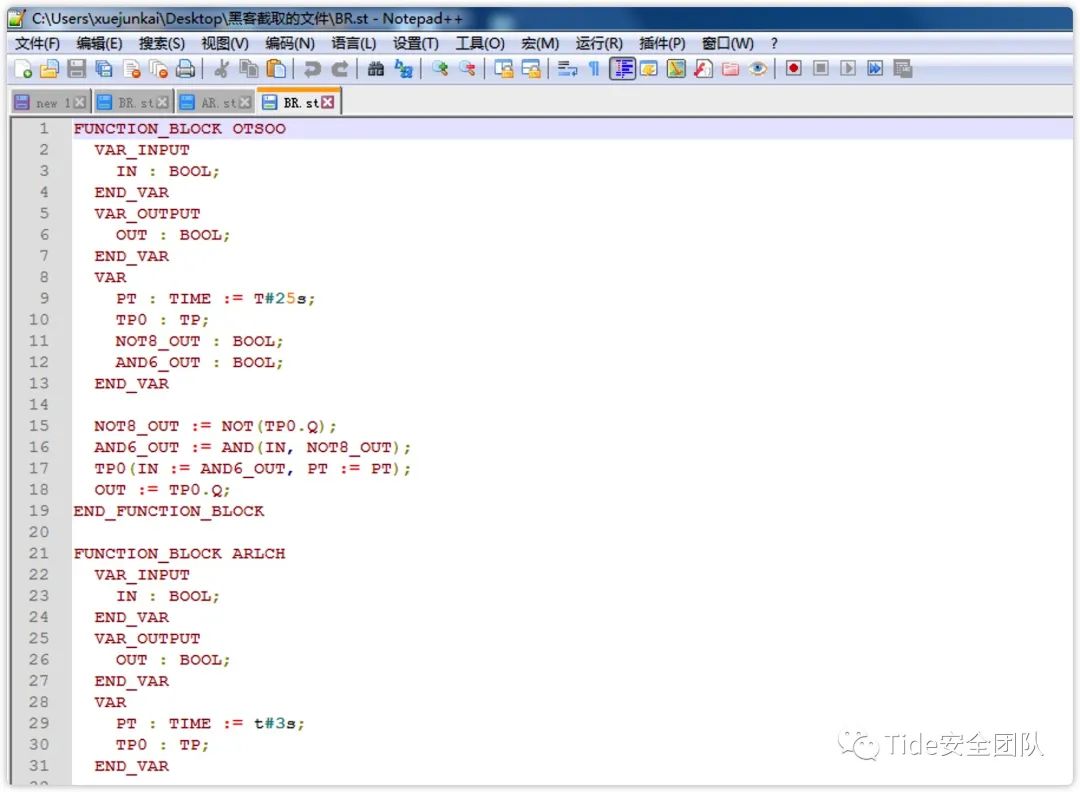 C:\Users\xuejunkai\Desktop\黑客截取的文件\BR.st - Notepad++
文件(F) 编辑(E) 搜索(S) 视图(V) 编码(N) 语言(L) 设置(T) 工具(O) 宏(M) 运行(R) 插件(P) 窗口(W) ?
new 1 BR.st AR.st BR.st
1 FUNCTION_BLOCK OTSOO
2 VAR_INPUT
3 IN : BOOL;
4 END_VAR
5 VAR_OUTPUT
6 OUT : BOOL;
7 END_VAR
8 VAR
9 PT : TIME := T#25s;
10 TP0 : TP;
11 NOT8_OUT : BOOL;
12 AND6_OUT : BOOL;
13 END_VAR
14
15 NOT8_OUT := NOT(TP0.Q);
16 AND6_OUT := AND(IN, NOT8_OUT);
17 TP0(IN := AND6_OUT, PT := PT);
18 OUT := TP0.Q;
19 END_FUNCTION_BLOCK
20
21 FUNCTION_BLOCK ARLCH
22 VAR_INPUT
23 IN : BOOL;
24 END_VAR
25 VAR_OUTPUT
26 OUT : BOOL;
27 END_VAR
28 VAR
29 PT : TIME := t#3s;
30 TP0 : TP;
31 END_VAR
Tide安全团队